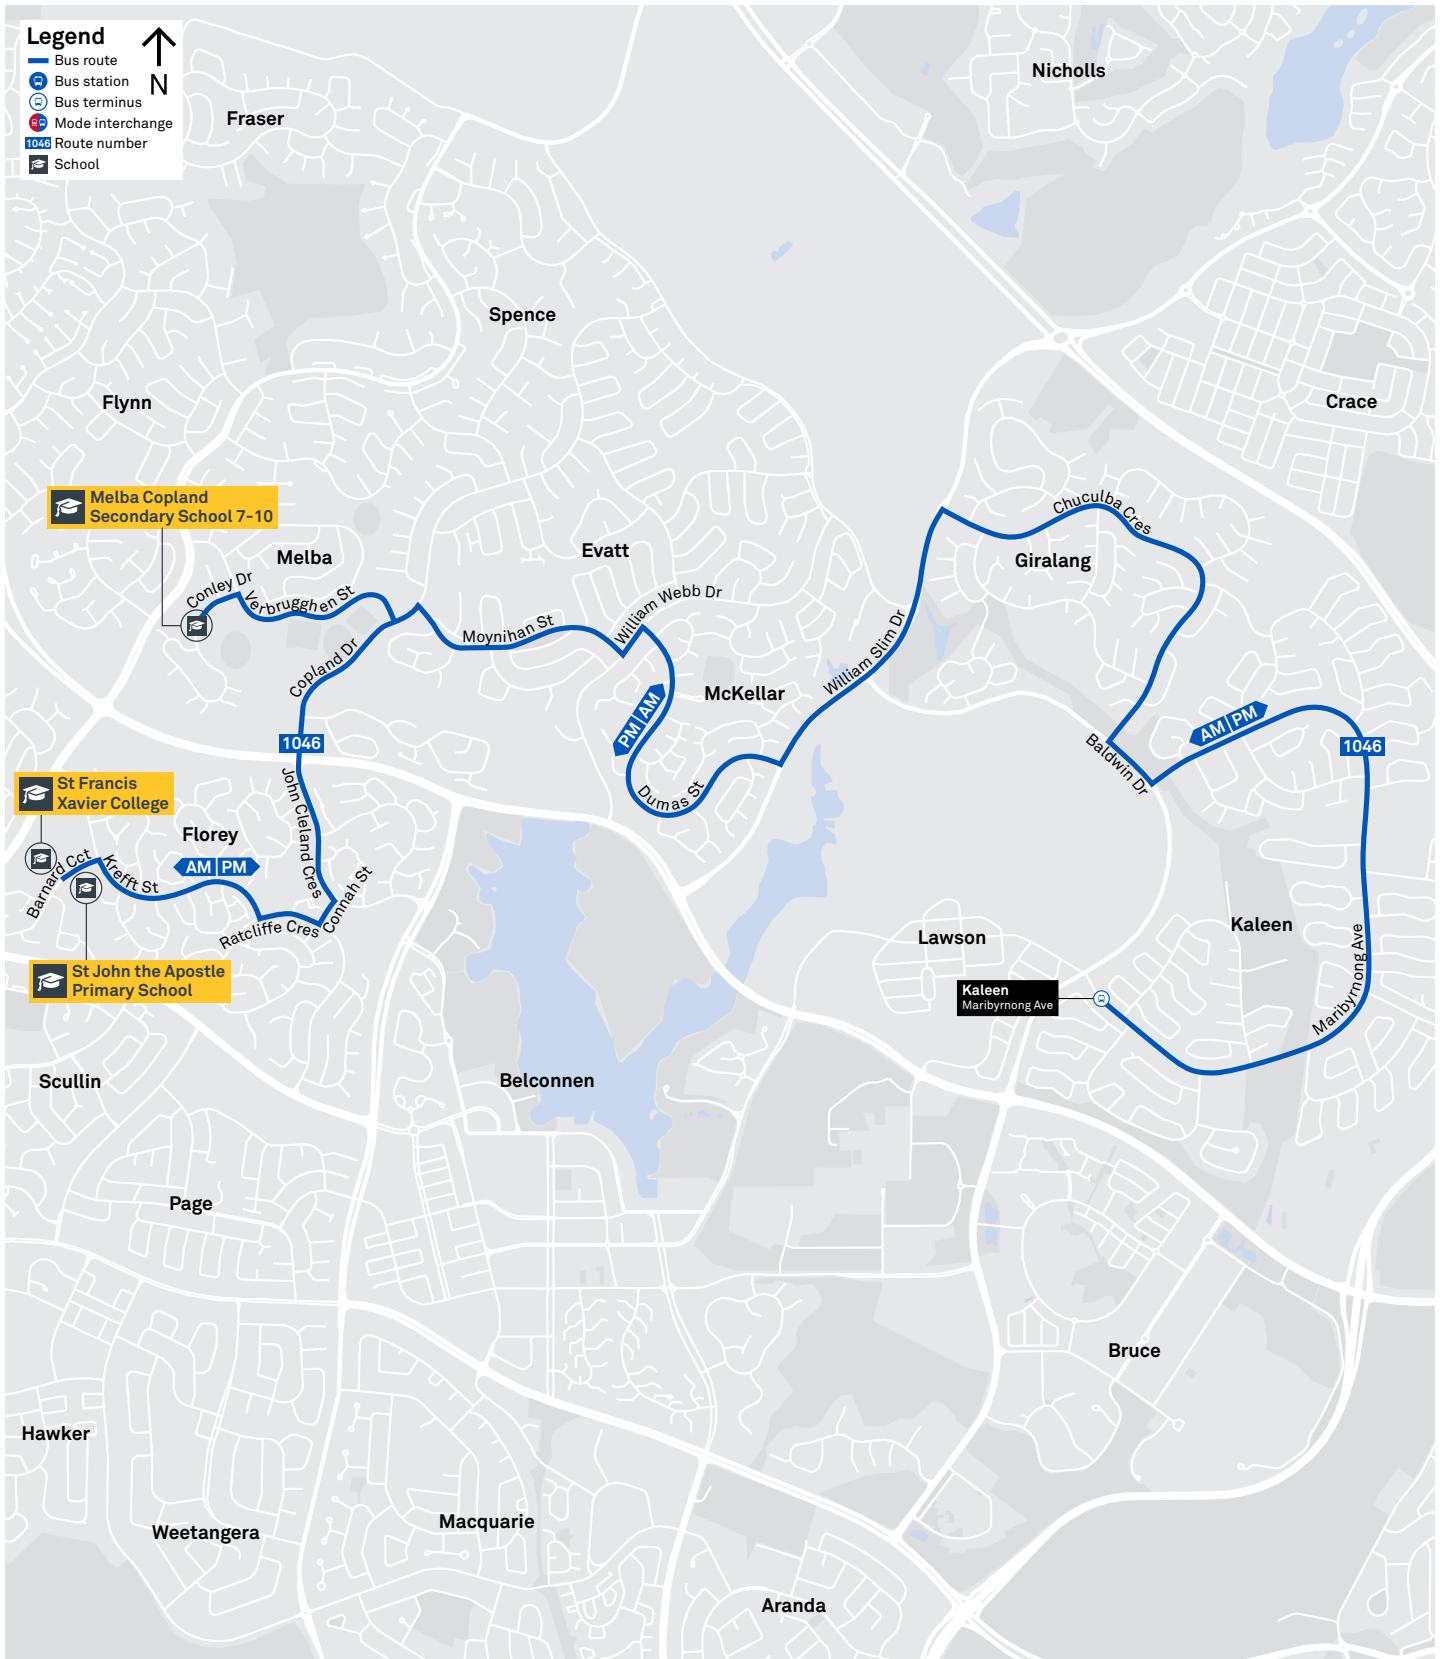 Legend
N
Bus route
Bus station
Bus terminus
Mode interchange
1046 Route number
School
Nicholls
Fraser
Spence
Flynn
Crace
Melba Copland
Secondary School 7-10
Chuculba Cres
Melba
Evatt
Giralang
Conley Dr
Verbrugghen St
William Webb Dr
Moynihan St
Copland Dr
William Slim Dr
McKellar
PM AM
AM PM
1046
1046
Baldwin Dr
John Cleland Cres
St Francis
Xavier College
Dumas St
Florey
AM PM
Barnard Cct
Krefft St
Connah St
Ratcliffe Cres
Kaleen
Lawson
Maribyrnong Ave
St John the Apostle
Primary School
Kaleen
Maribyrnong Ave
Scullin
Belconnen
Page
Bruce
Hawker
Weetangera
Macquarie
Aranda